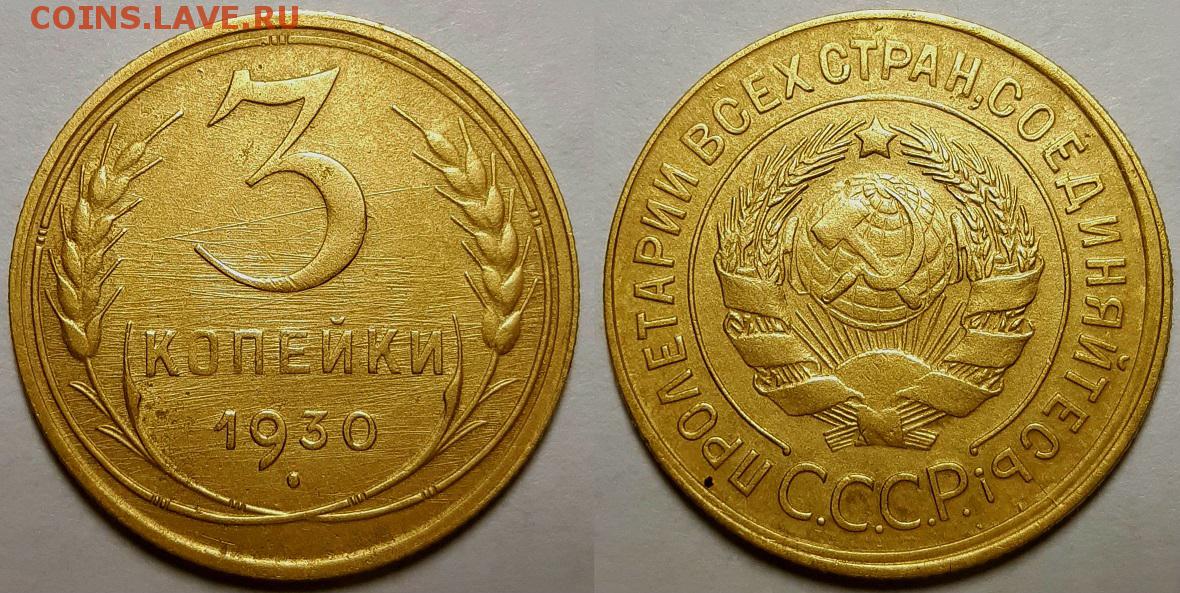 COINS.LAVE.RU
3
КОПЕЙКИ
1930
ПРОЛЕТАРИИ ВСЕХ СТРАН, СОЕДИНЯЙТЕСЬ!
С.С.С.Р.